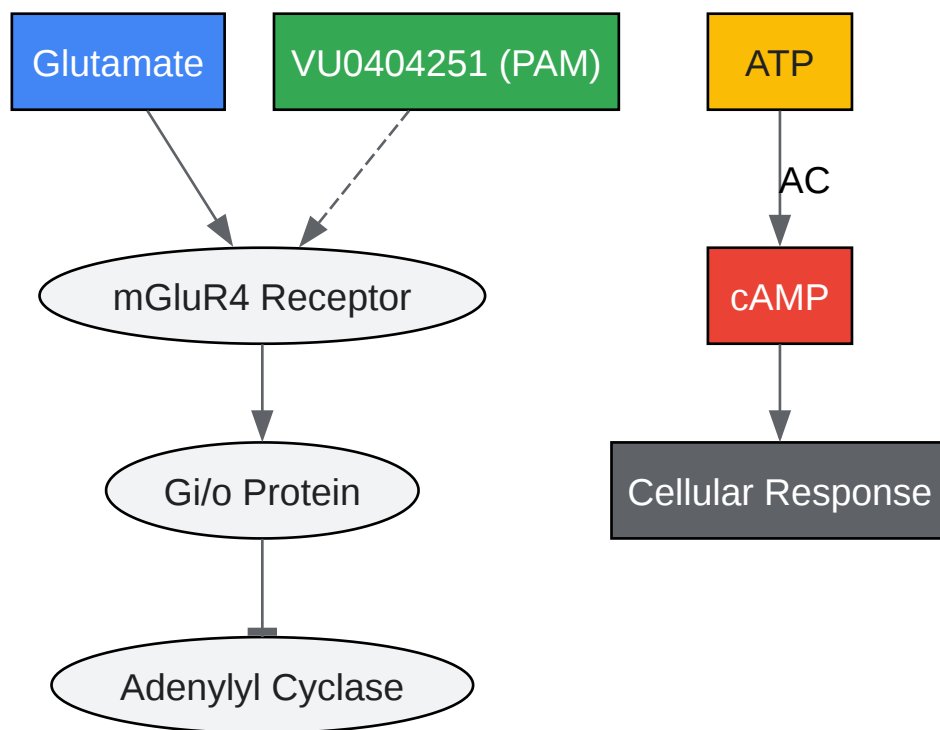 Glutamate
VU0404251 (PAM)
ATP
AC
mGluR4 Receptor
cAMP
Gi/o Protein
Cellular Response
Adenylyl Cyclase